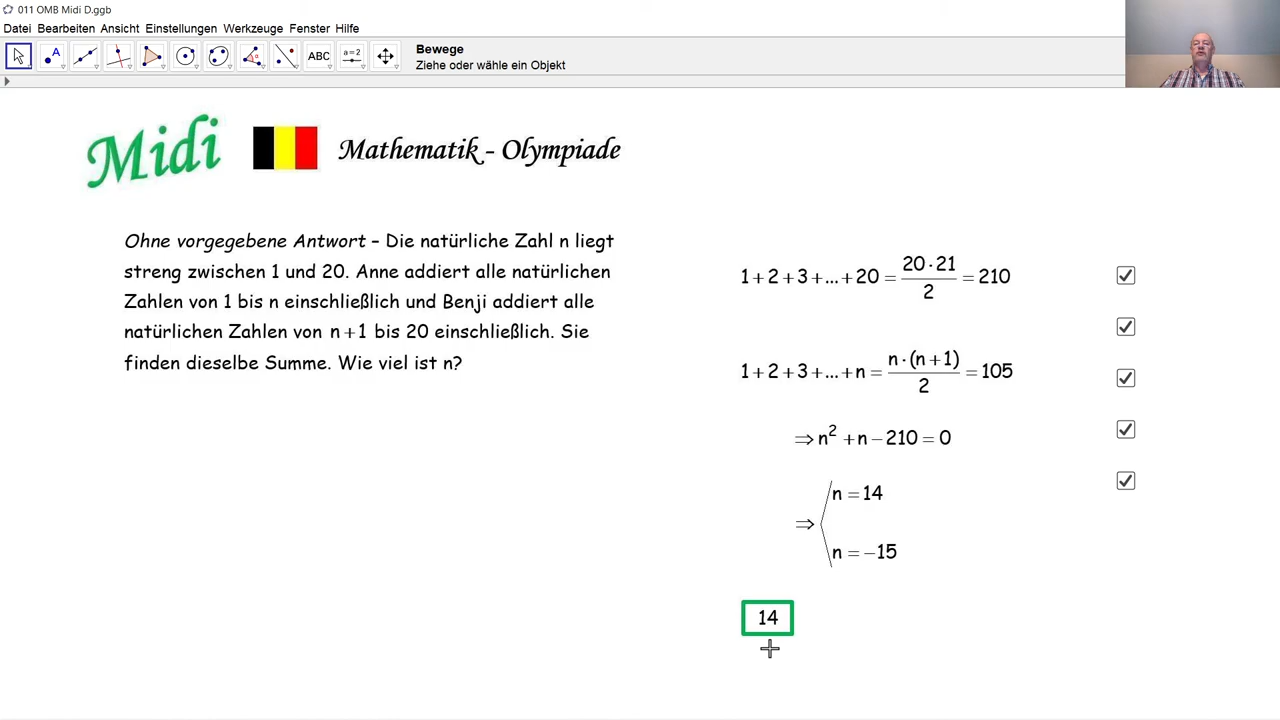 011 OMB Midi D.ggb
Datei Bearbeiten Ansicht Einstellungen Werkzeuge Fenster Hilfe
A
ABC
a=2
Bewege
Ziehe oder wähle ein Objekt
Midi
Mathematik - Olympiade
Ohne vorgegebene Antwort – Die natürliche Zahl n liegt
streng zwischen 1 und 20. Anne addiert alle natürlichen
Zahlen von 1 bis n einschließlich und Benji addiert alle
natürlichen Zahlen von n+1 bis 20 einschließlich. Sie
finden dieselbe Summe. Wie viel ist n?
1+2+3+...+20 = 20·21/2 = 210
1+2+3+...+n = n·(n+1)/2 = 105
⇒ n² + n − 210 = 0
n = 14
⇒
n = −15
14